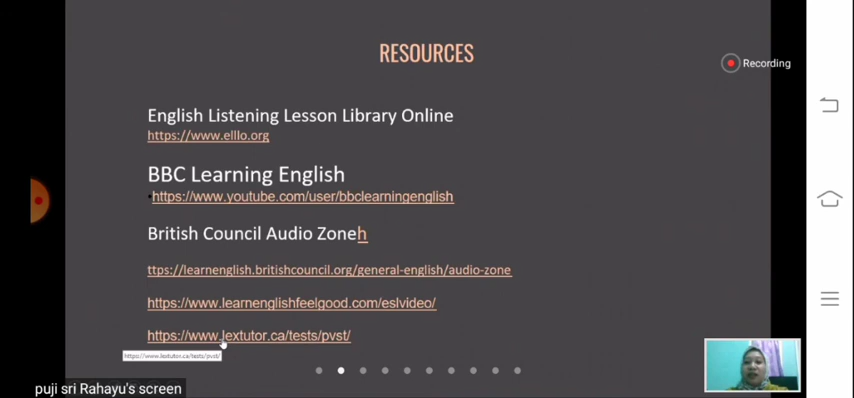 RESOURCES
Recording
English Listening Lesson Library Online
https://www.elllo.org
BBC Learning English
•https://www.youtube.com/user/bbclearningenglish
British Council Audio Zoneh
ttps://learnenglish.britishcouncil.org/general-english/audio-zone
https://www.learnenglishfeelgood.com/eslvideo/
https://www.lextutor.ca/tests/pvst/
https://www.lextutor.ca/tests/pvst/
puji sri Rahayu's screen